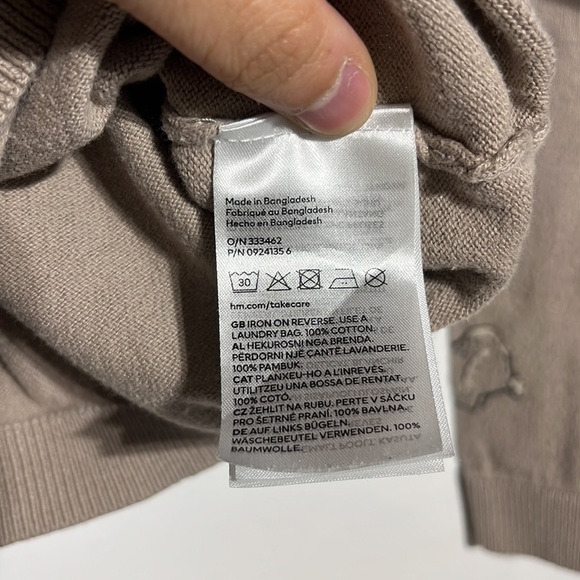 Made in Bangladesh
Fabriqué au Bangladesh
Hecho en Bangladesh
O/N 333462
P/N 0924135 6
30
hm.com/takecare
GB IRON ON REVERSE. USE A
LAUNDRY BAG. 100% COTTON.
AL HEKUROSNI NGA BRENDA.
PËRDORNI NJË ÇANTË LAVANDERIE.
100% PAMBUK.
CAT PLANXEU-HO A L'INREVÉS.
UTILITZEU UNA BOSSA DE RENTAT.
100% COTÓ.
CZ ŽEHLIT NA RUBU. PERTE V SÁČKU
PRO ŠETRNÉ PRANÍ. 100% BAVLNA.
DE AUF LINKS BÜGELN.
WÄSCHEBEUTEL VERWENDEN. 100%
BAUMWOLLE.